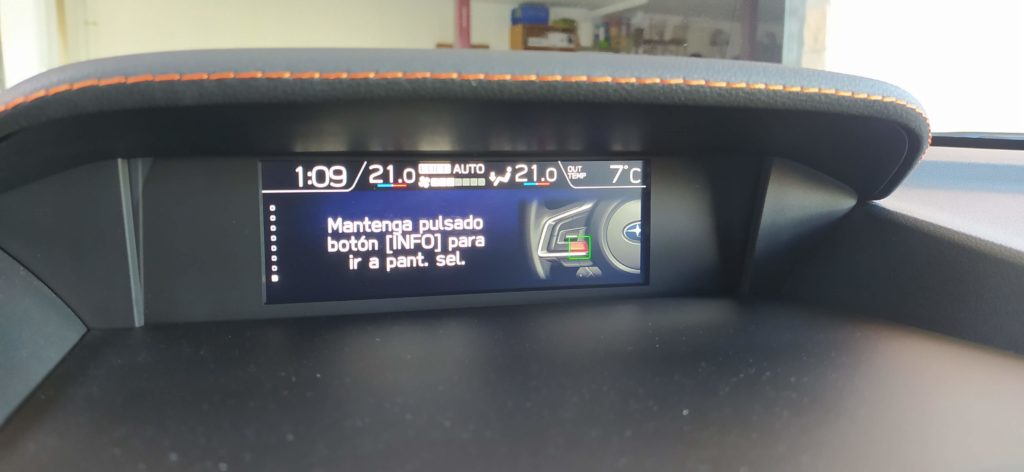 1:09
21.0
AUTO
21.0
OUT
TEMP
7°C
Mantenga pulsado
botón [INFO] para
ir a pant. sel.